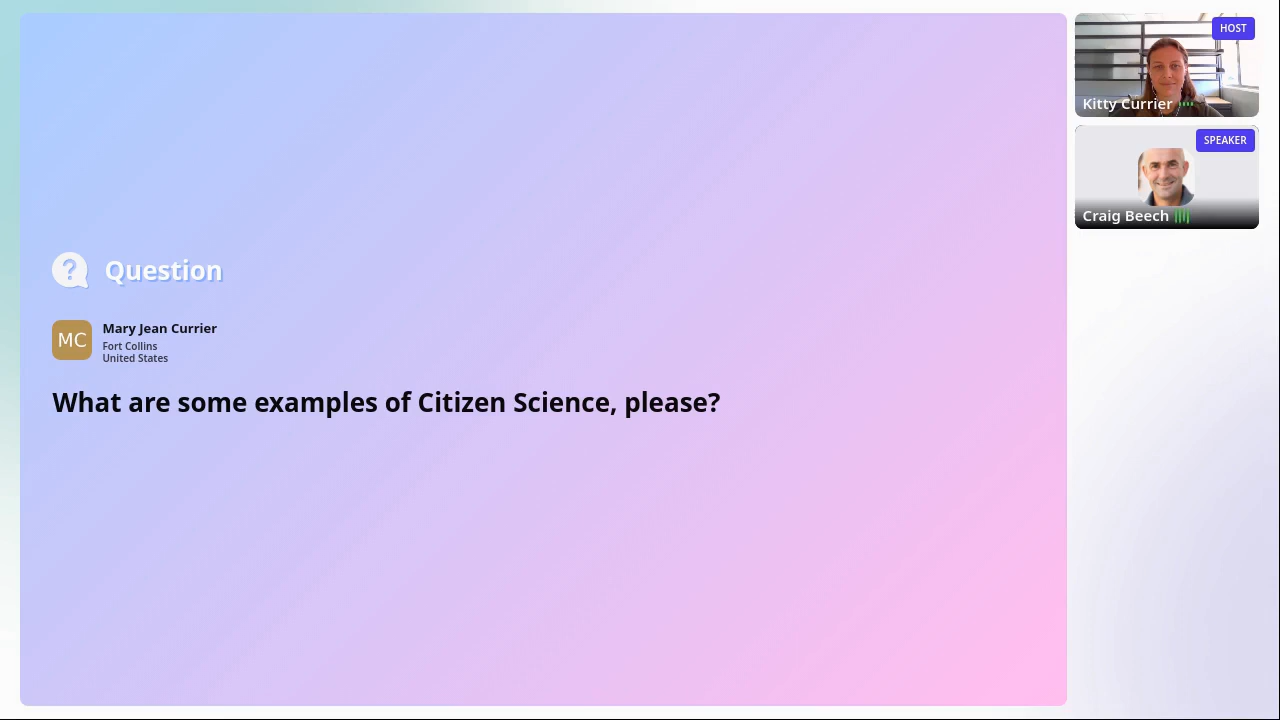 HOST
Kitty Currier
SPEAKER
Craig Beech
Question
MC
Mary Jean Currier
Fort Collins
United States
What are some examples of Citizen Science, please?